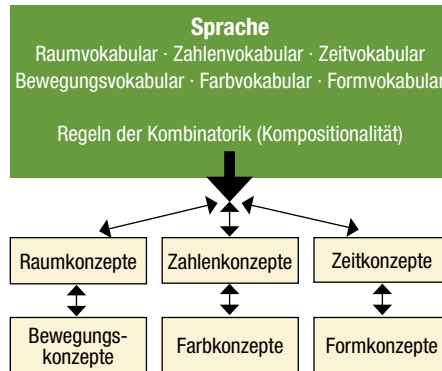 Sprache
Raumvokabular · Zahlenvokabular · Zeitvokabular
Bewegungsvokabular · Farbvokabular · Formvokabular
Regeln der Kombinatorik (Kompositionalität)
Raumkonzepte
Zahlenkonzepte
Zeitkonzepte
Bewegungs-
konzepte
Farbkonzepte
Formkonzepte